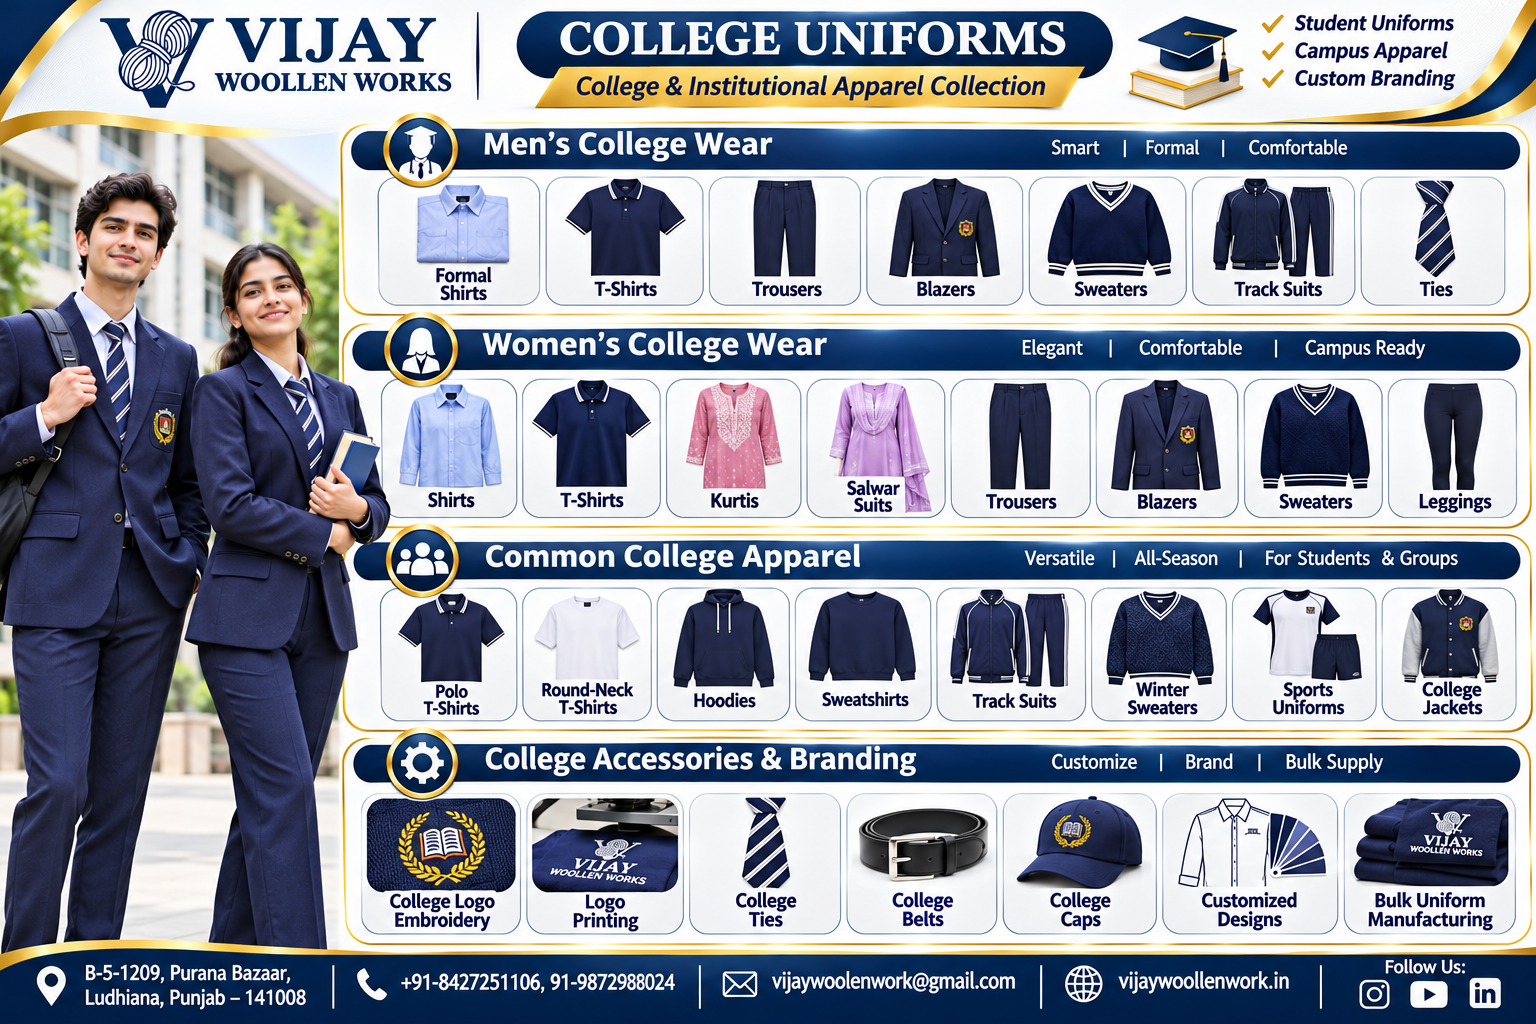 VIJAY
WOOLLEN WORKS
COLLEGE UNIFORMS
College & Institutional Apparel Collection
Student Uniforms
Campus Apparel
Custom Branding
Men's College Wear
Smart | Formal | Comfortable
Formal
Shirts
T-Shirts
Trousers
Blazers
Sweaters
Track Suits
Ties
Women's College Wear
Elegant | Comfortable | Campus Ready
Shirts
T-Shirts
Kurtis
Salwar
Suits
Trousers
Blazers
Sweaters
Leggings
Common College Apparel
Versatile | All-Season | For Students & Groups
Polo
T-Shirts
Round-Neck
T-Shirts
Hoodies
Sweatshirts
Track Suits
Winter
Sweaters
Sports
Uniforms
College
Jackets
College Accessories & Branding
Customize | Brand | Bulk Supply
College Logo
Embroidery
VIJAY
WOOLLEN WORKS
Logo
Printing
College
Ties
College
Belts
College
Caps
Customized
Designs
VIJAY
WOOLLEN WORKS
Bulk Uniform
Manufacturing
B-5-1209, Purana Bazaar,
Ludhiana, Punjab – 141008
+91-8427251106, 91-9872988024
vijaywoolenwork@gmail.com
vijaywoollenwork.in
Follow Us:
in